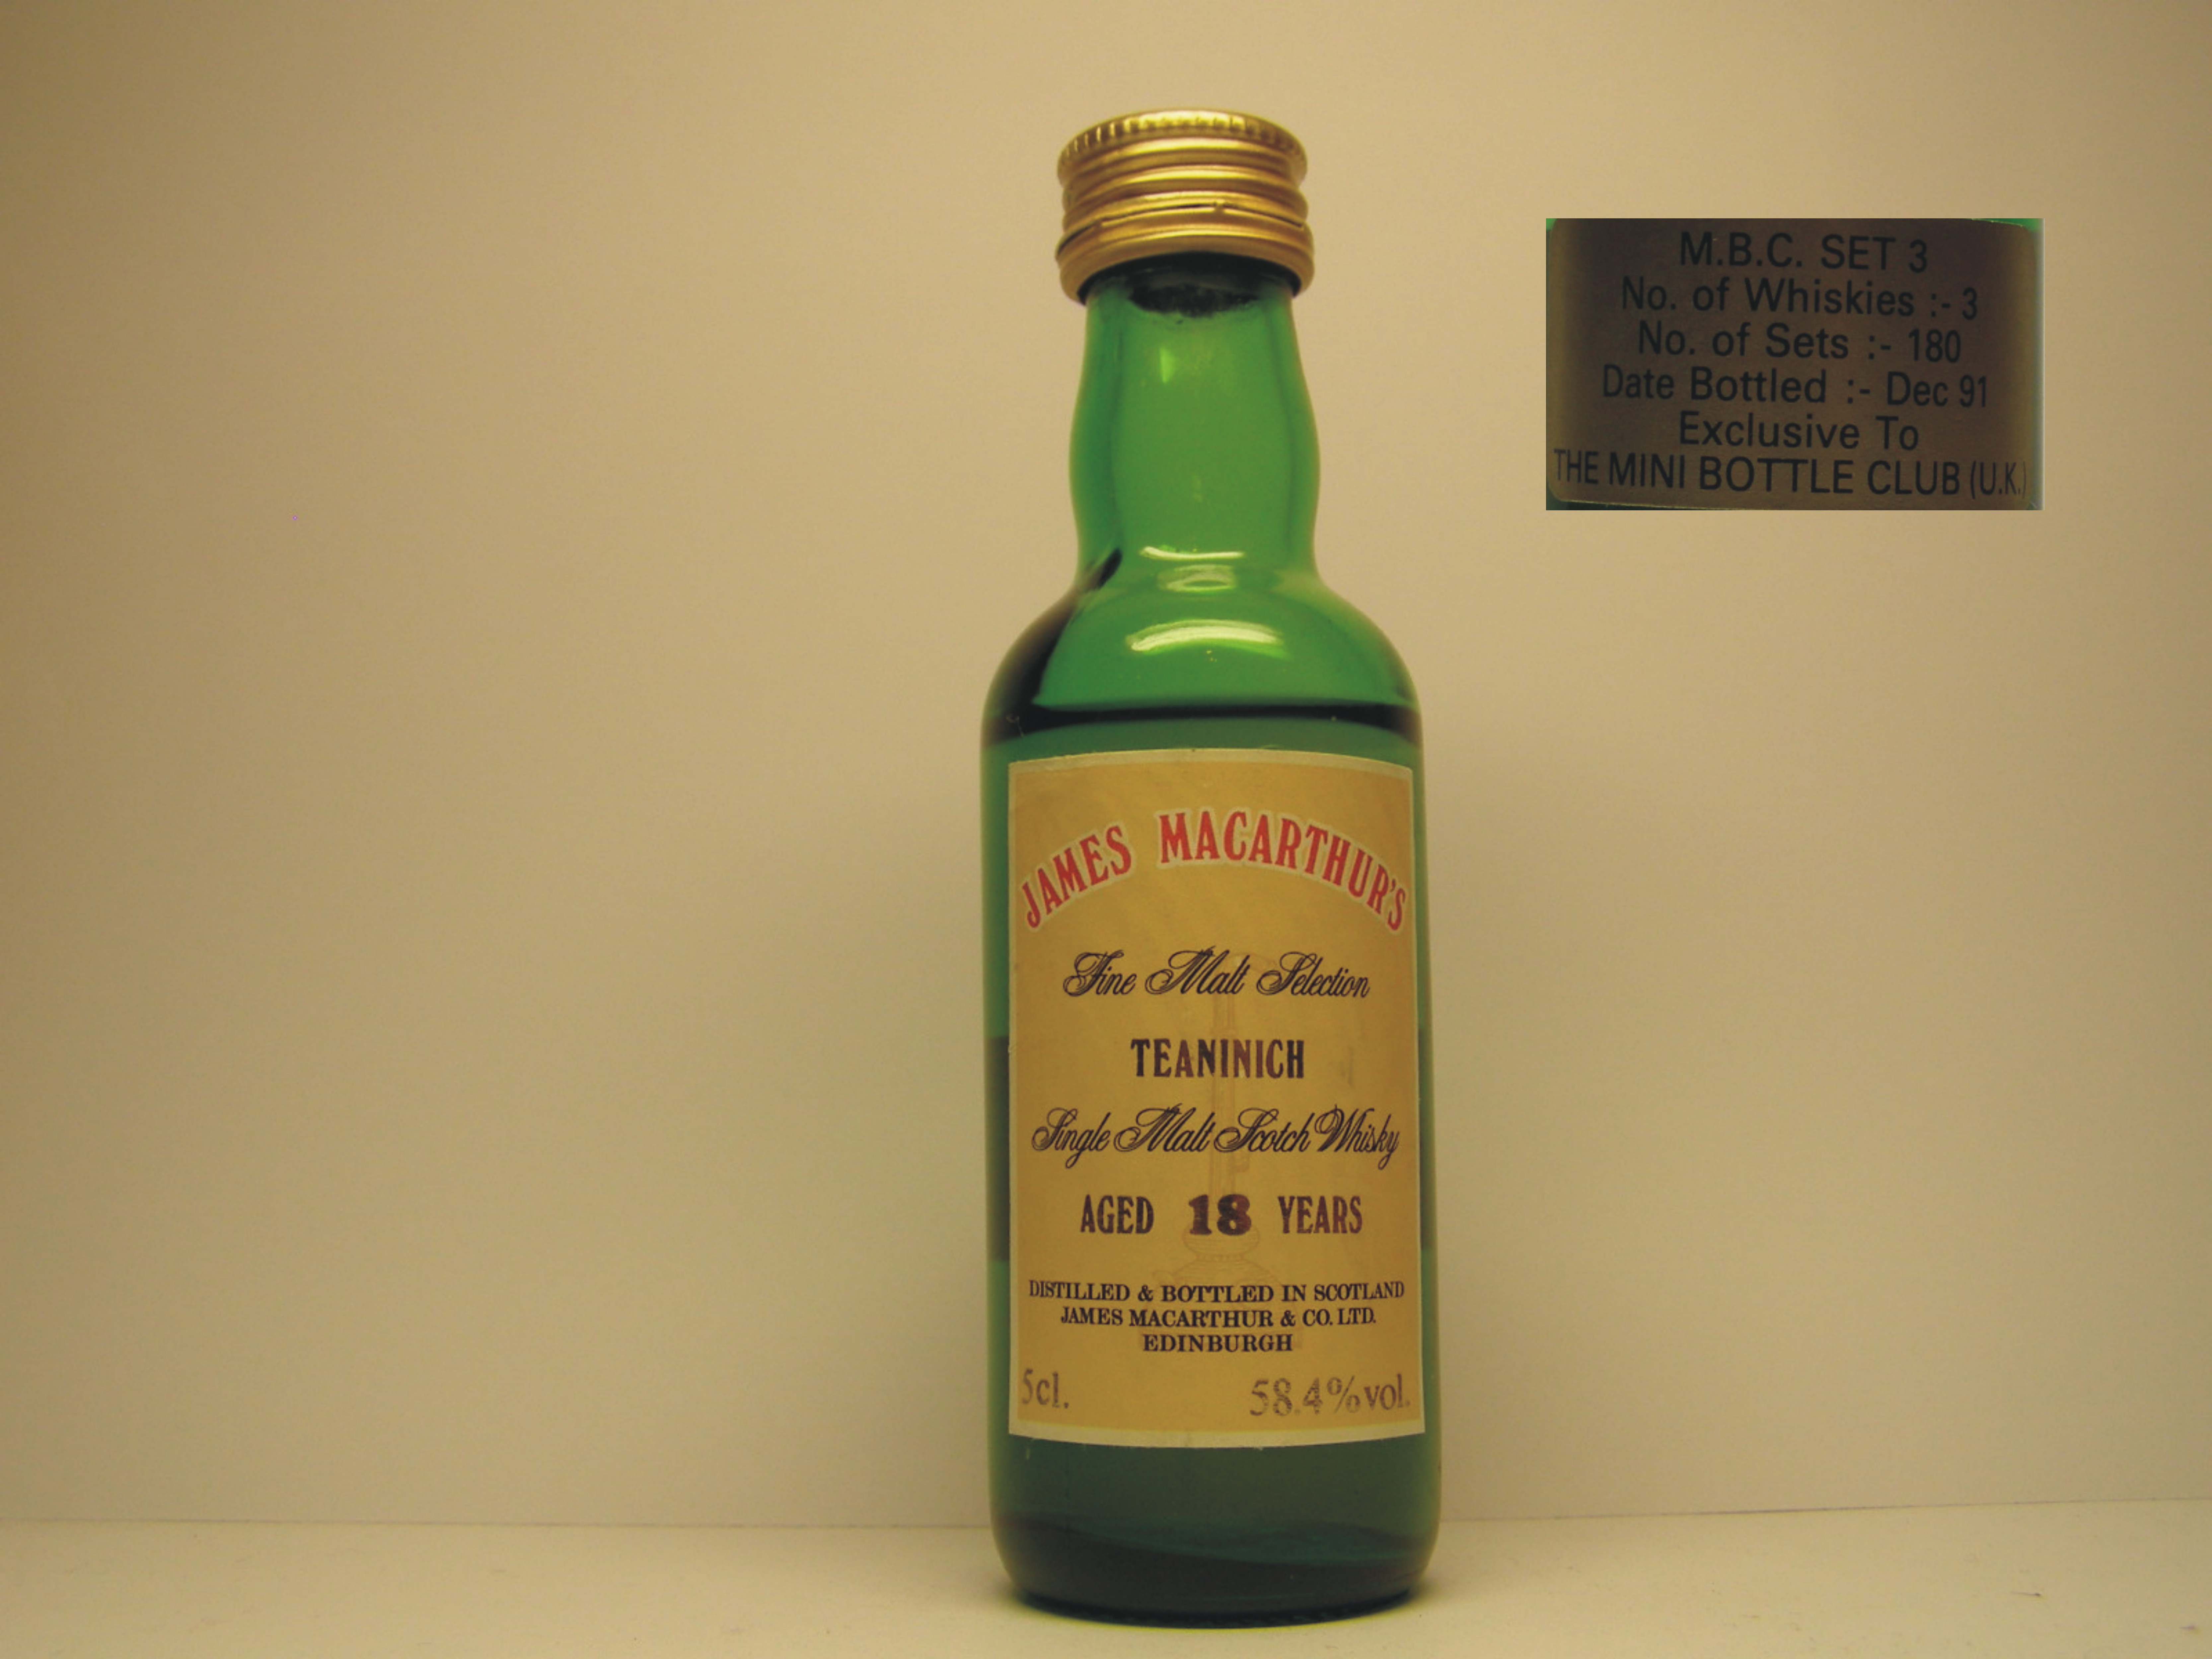 M.B.C. SET 3
No. of Whiskies :- 3
No. of Sets :- 180
Date Bottled :- Dec 91
Exclusive To
THE MINI BOTTLE CLUB (U.K.)
JAMES MACARTHUR'S
Fine Malt Selection
TEANINICH
Single Malt Scotch Whisky
AGED 18 YEARS
DISTILLED & BOTTLED IN SCOTLAND
JAMES MACARTHUR & CO. LTD.
EDINBURGH
5cl. 58.4%vol.